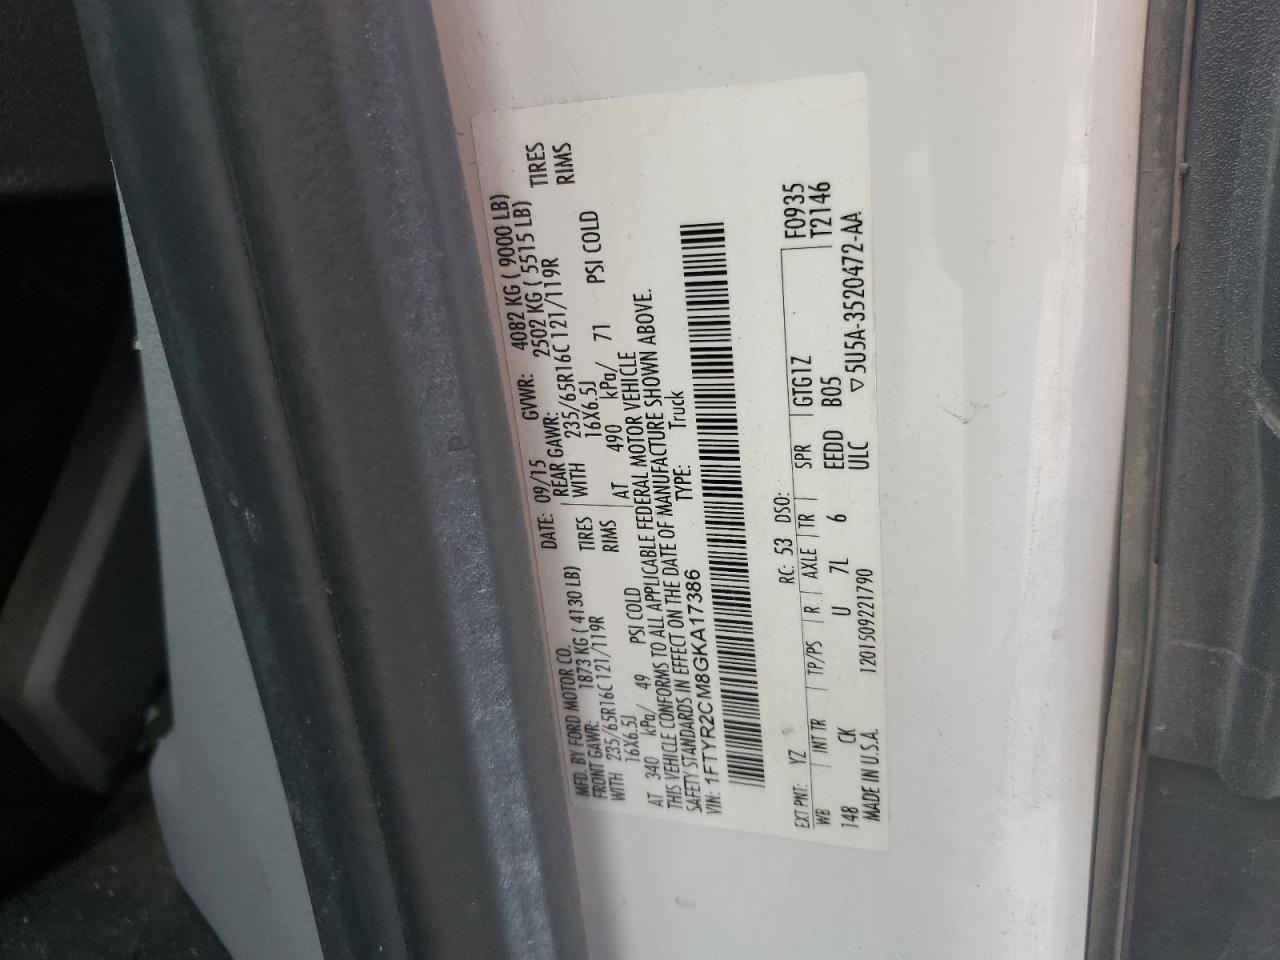 MFD. BY FORD MOTOR CO. DATE: 09/15 GVWR: 4082 KG ( 9000 LB)
FRONT GAWR: 1873 KG ( 4130 LB) REAR GAWR: 2502 KG ( 5515 LB)
WITH 235/65R16C 121/119R TIRES WITH 235/65R16C 121/119R TIRES
16X6.5J RIMS 16X6.5J RIMS
AT 340 kPa/ 49 PSI COLD AT 490 kPa/ 71 PSI COLD
THIS VEHICLE CONFORMS TO ALL APPLICABLE FEDERAL MOTOR VEHICLE
SAFETY STANDARDS IN EFFECT ON THE DATE OF MANUFACTURE SHOWN ABOVE.
VIN: 1FTYR2CM8GKA17386 TYPE: Truck
EXT PNT: YZ RC: 53 DSO: F0935
WB INT TR TP/PS R AXLE TR SPR GTG1Z T2146
148 CK U 7L 6 EEDD B05
MADE IN U.S.A. 1201509221790 ULC ▽5U5A-3520472-AA